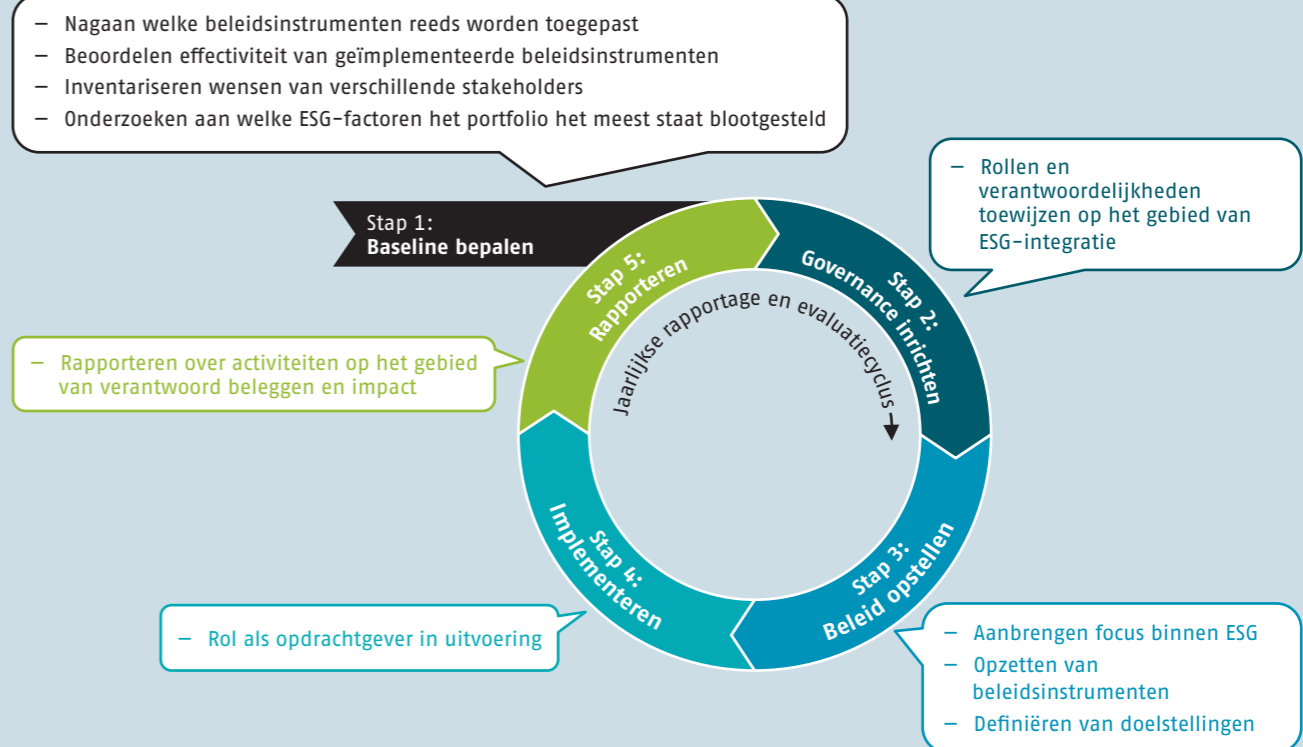 – Nagaan welke beleidsinstrumenten reeds worden toegepast
– Beoordelen effectiviteit van geïmplementeerde beleidsinstrumenten
– Inventariseren wensen van verschillende stakeholders
– Onderzoeken aan welke ESG-factoren het portfolio het meest staat blootgesteld
Stap 1:
Baseline bepalen
– Rollen en
verantwoordelijkheden
toewijzen op het gebied van
ESG-integratie
Stap 2:
Governance inrichten
Stap 5:
Rapporteren
Jaarlijkse rapportage en evaluatiecyclus
– Rapporteren over activiteiten op het gebied
van verantwoord beleggen en impact
Stap 4:
Implementeren
Stap 3:
Beleid opstellen
– Rol als opdrachtgever in uitvoering
– Aanbrengen focus binnen ESG
– Opzetten van
beleidsinstrumenten
– Definiëren van doelstellingen